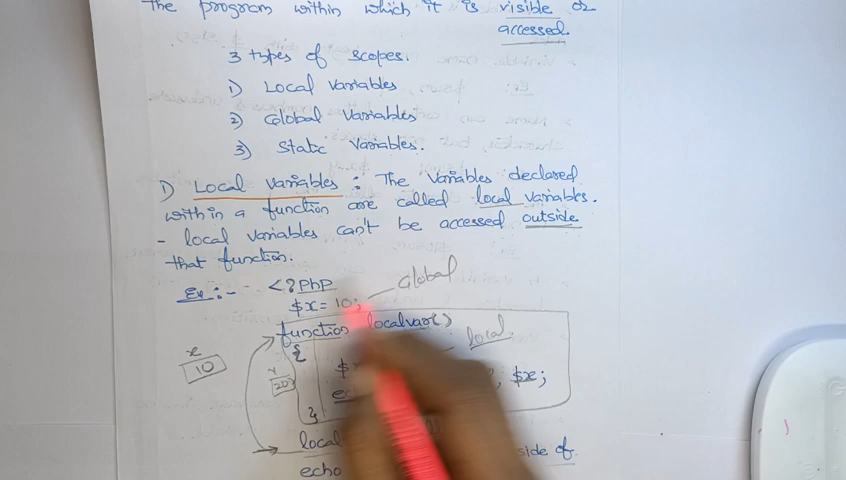 The program within which it is visible or
accessed.
3 types of scopes.
1) Local Variables
2) Global Variables
3) Static Variables.
1) Local Variables : The Variables declared
within a function are called local variables.
- local variables can't be accessed outside
that function.
Ex :- <?PhP
$x = 10; Global
function localvar()
{ local.
x
10
20
$x;
}
local side of
echo